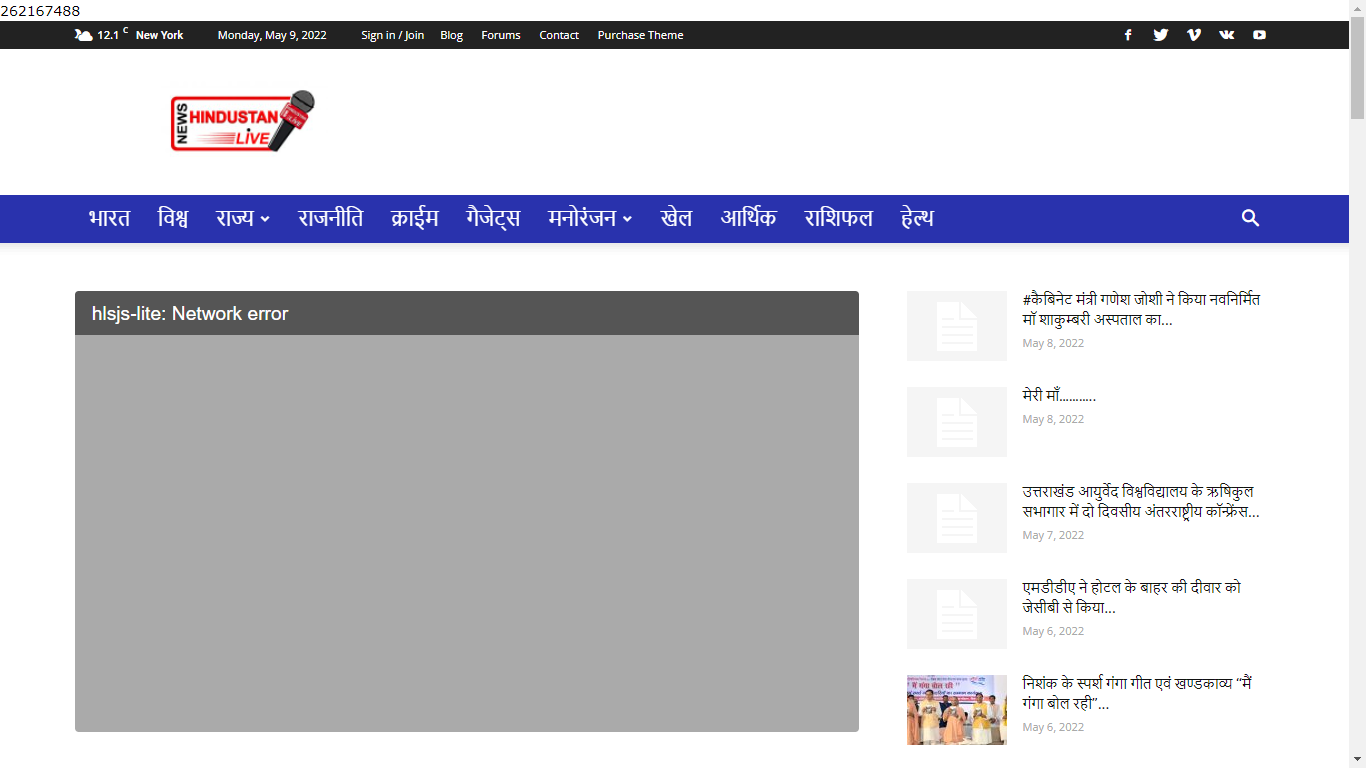 262167488
12.1 C New York Monday, May 9, 2022 Sign in / Join Blog Forums Contact Purchase Theme
NEWS
HINDUSTAN
LIVE
भारत विश्व राज्य राजनीति क्राईम गैजेट्स मनोरंजन खेल आर्थिक राशिफल हेल्थ
hlsjs-lite: Network error
#कैबिनेट मंत्री गणेश जोशी ने किया नवनिर्मित
मॉ शाकुम्बरी अस्पताल का...
May 8, 2022
मेरी माँ………..
May 8, 2022
उत्तराखंड आयुर्वेद विश्वविद्यालय के ऋषिकुल
सभागार में दो दिवसीय अंतरराष्ट्रीय कॉन्फ्रेंस...
May 7, 2022
एमडीडीए ने होटल के बाहर की दीवार को
जेसीबी से किया...
May 6, 2022
निशंक के स्पर्श गंगा गीत एवं खण्डकाव्य “मैं
गंगा बोल रही”...
May 6, 2022